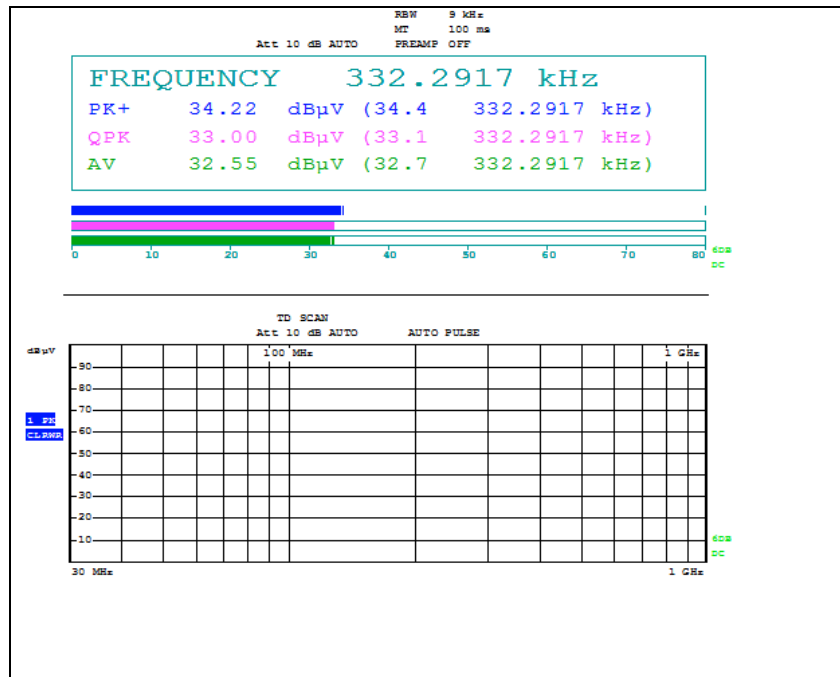 RBW 9 kHz
MT 100 ms
Att 10 dB AUTO PREAMP OFF
FREQUENCY 332.2917 kHz
PK+ 34.22 dBµV (34.4 332.2917 kHz)
QPK 33.00 dBµV (33.1 332.2917 kHz)
AV 32.55 dBµV (32.7 332.2917 kHz)
0 10 20 30 40 50 60 70 80
6DB
DC
TD SCAN
Att 10 dB AUTO AUTO PULSE
dBµV
100 MHz 1 GHz
90
80
70
1 PK
60
CLRWR
50
40
30
20
10
6DB
DC
30 MHz 1 GHz